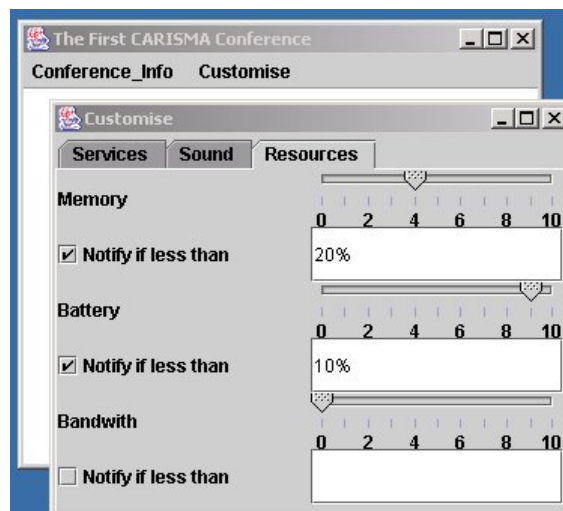 The First CARISMA Conference
Conference_Info Customise
Customise
Services Sound Resources
Memory
0 2 4 6 8 10
Notify if less than 20%
Battery
0 2 4 6 8 10
Notify if less than 10%
Bandwith
0 2 4 6 8 10
Notify if less than